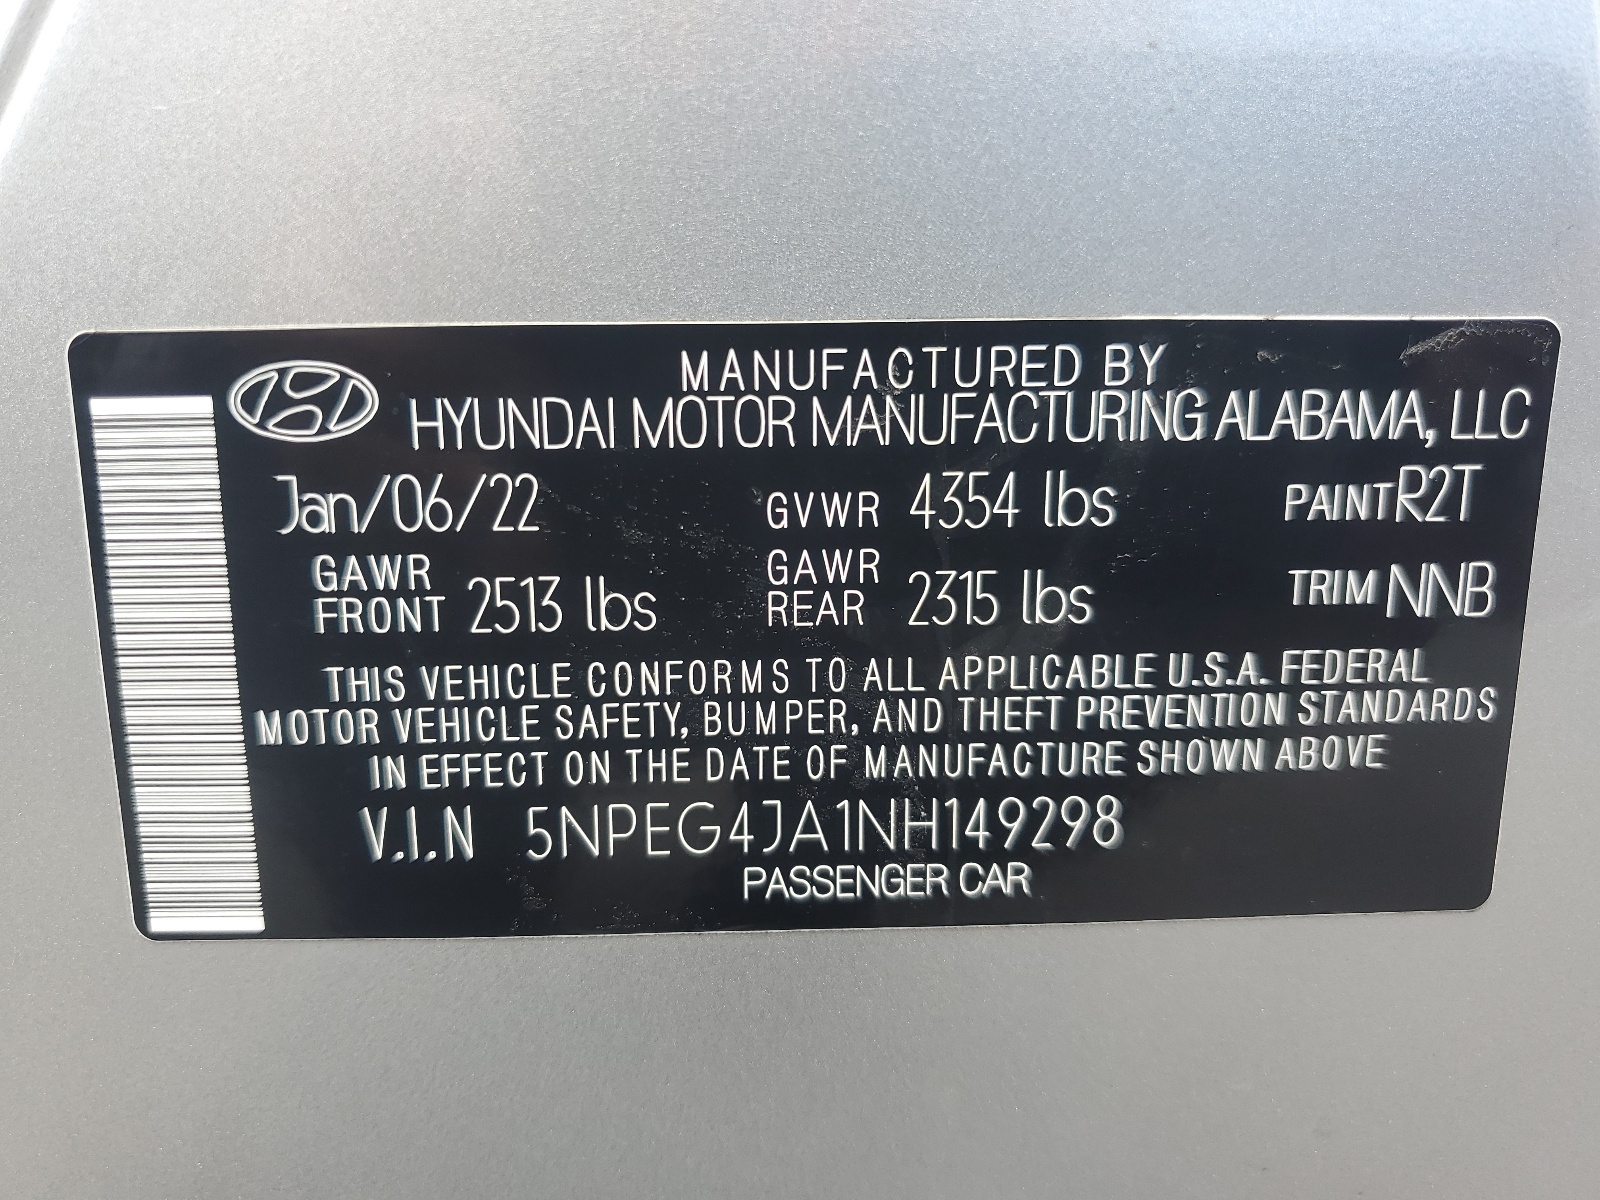 MANUFACTURED BY
HYUNDAI MOTOR MANUFACTURING ALABAMA, LLC
Jan/06/22 GVWR 4354 lbs PAINT R2T
GAWR FRONT 2513 lbs GAWR REAR 2315 lbs TRIM NNB
THIS VEHICLE CONFORMS TO ALL APPLICABLE U.S.A. FEDERAL
MOTOR VEHICLE SAFETY, BUMPER, AND THEFT PREVENTION STANDARDS
IN EFFECT ON THE DATE OF MANUFACTURE SHOWN ABOVE
V.I.N 5NPEG4JA1NH149298
PASSENGER CAR